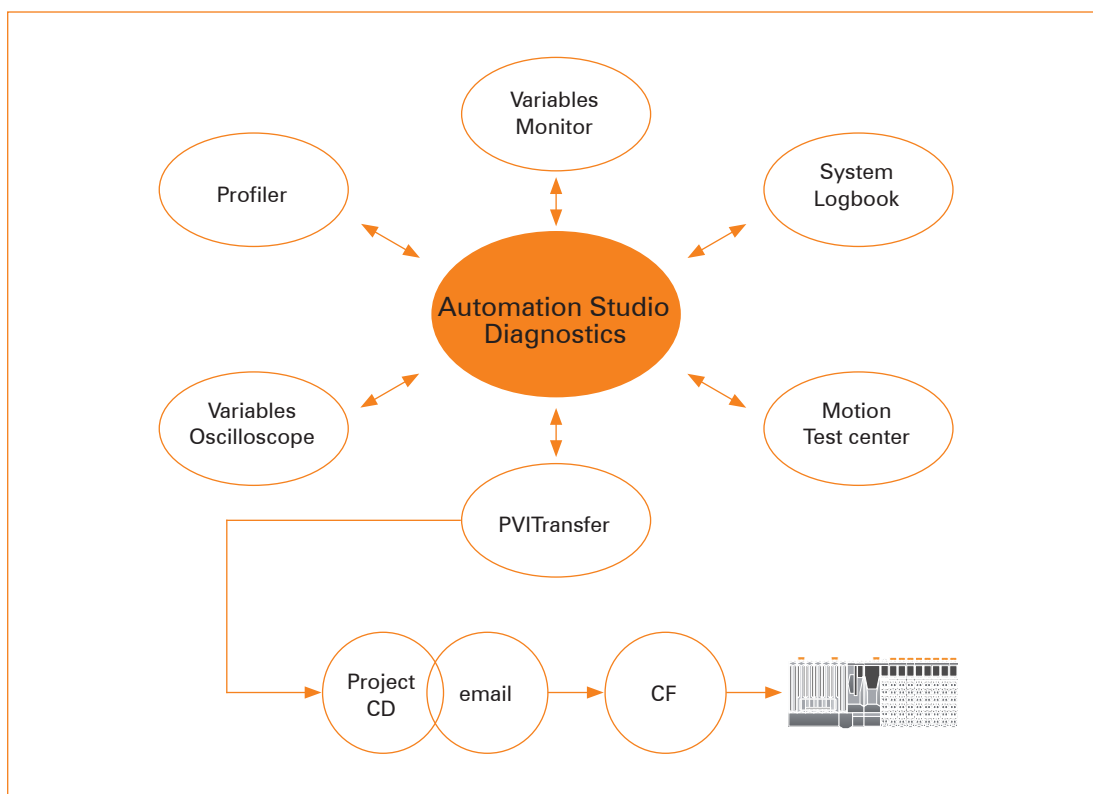 Variables
Monitor
Profiler
System
Logbook
Automation Studio
Diagnostics
Variables
Oscilloscope
Motion
Test center
PVITransfer
Project
CD
email
CF